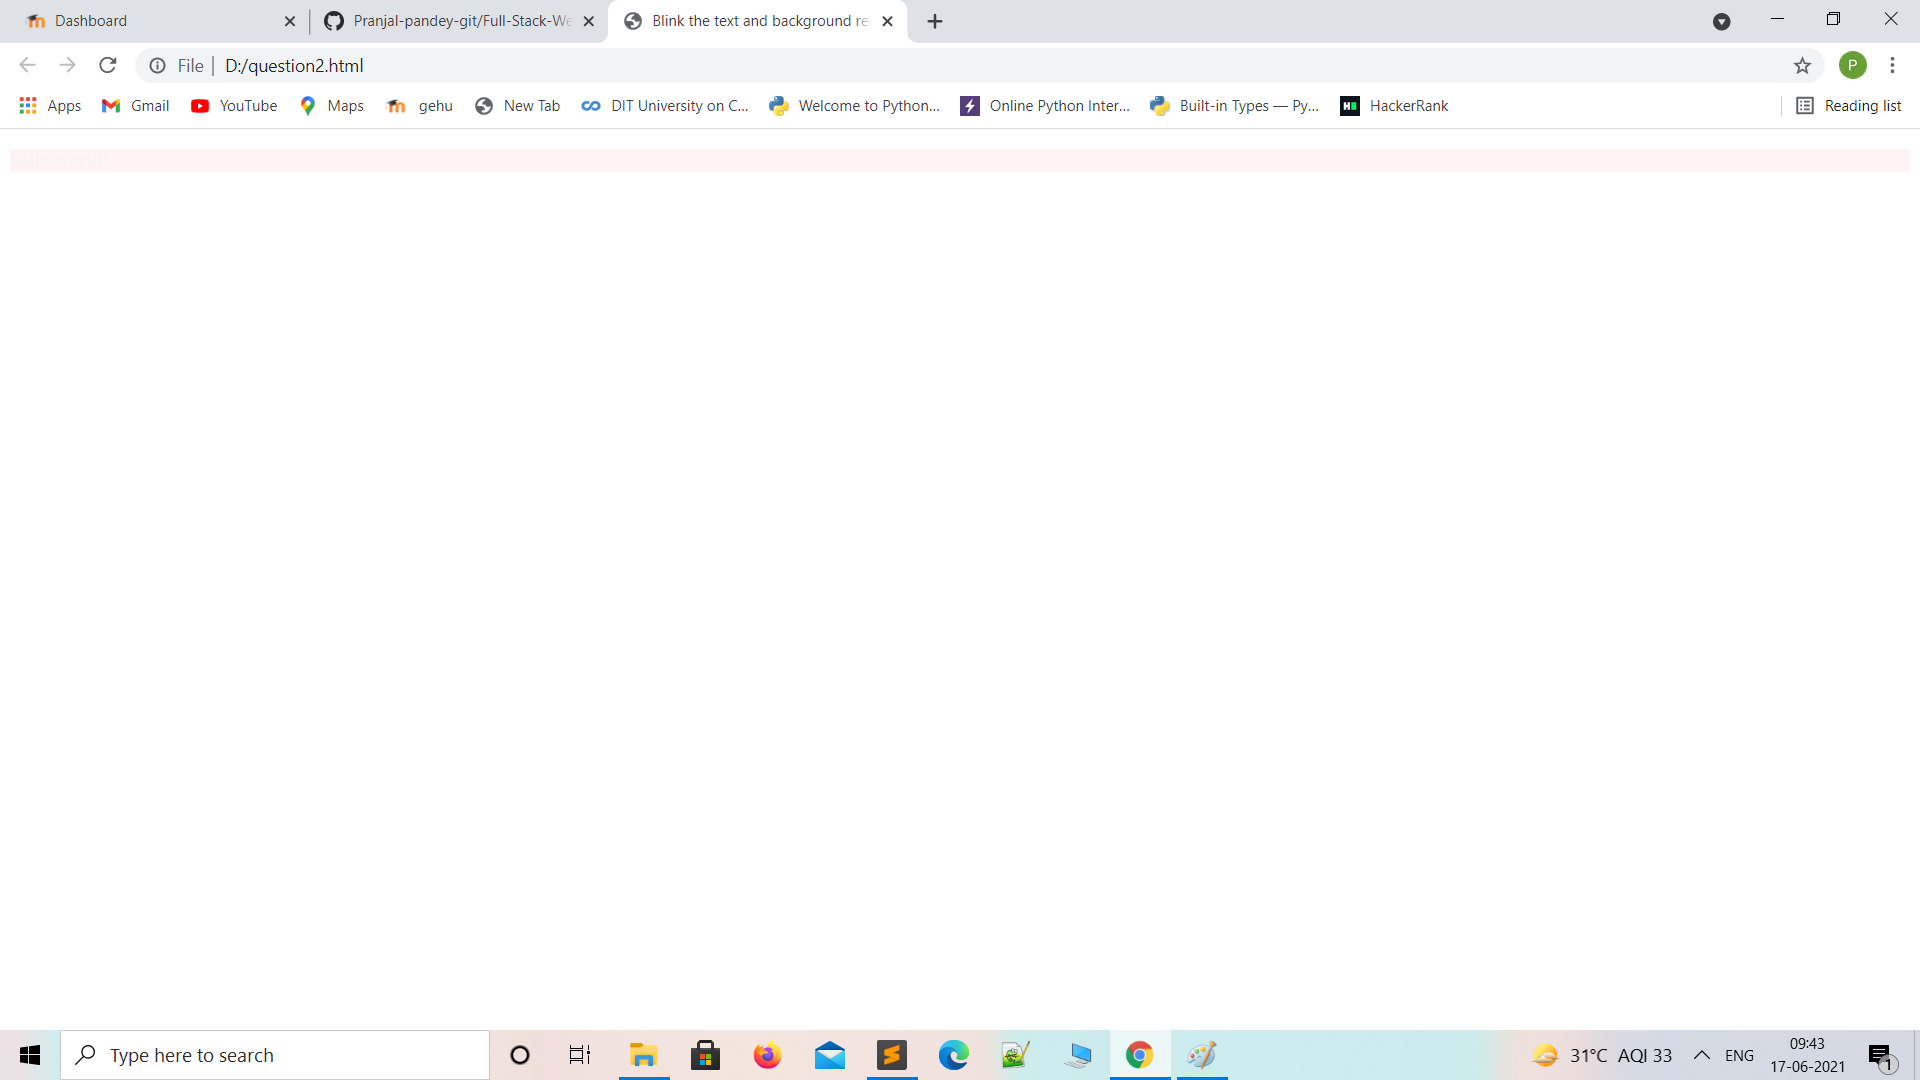 Dashboard
Pranjal-pandey-git/Full-Stack-We
Blink the text and background re
File
D:/question2.html
P
Apps
Gmail
YouTube
Maps
gehu
New Tab
DIT University on C...
Welcome to Python...
Online Python Inter...
Built-in Types — Py...
HackerRank
Reading list
Type here to search
31°C AQI 33
ENG
09:43
17-06-2021
1